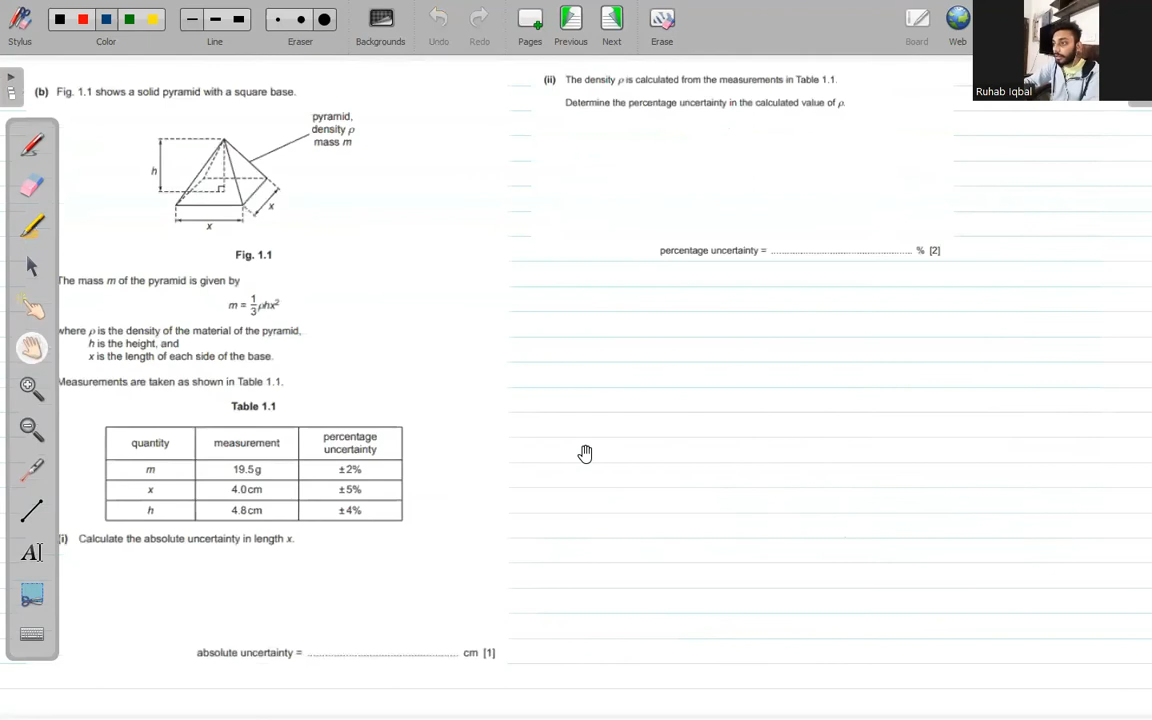 Stylus
Color
Line
Eraser
Backgrounds
Undo
Redo
Pages
Previous
Next
Erase
Board
Web
Ruhab Iqbal
(b) Fig. 1.1 shows a solid pyramid with a square base.
pyramid,
density ρ
mass m
h
x
x
Fig. 1.1
The mass m of the pyramid is given by
m = 1/3 ρhx²
where ρ is the density of the material of the pyramid,
h is the height, and
x is the length of each side of the base.
Measurements are taken as shown in Table 1.1.
Table 1.1
quantity measurement percentage uncertainty
m 19.5g ±2%
x 4.0cm ±5%
h 4.8cm ±4%
(i) Calculate the absolute uncertainty in length x.
absolute uncertainty = .................................................. cm [1]
(ii) The density ρ is calculated from the measurements in Table 1.1.
Determine the percentage uncertainty in the calculated value of ρ.
percentage uncertainty = .................................................. % [2]
A